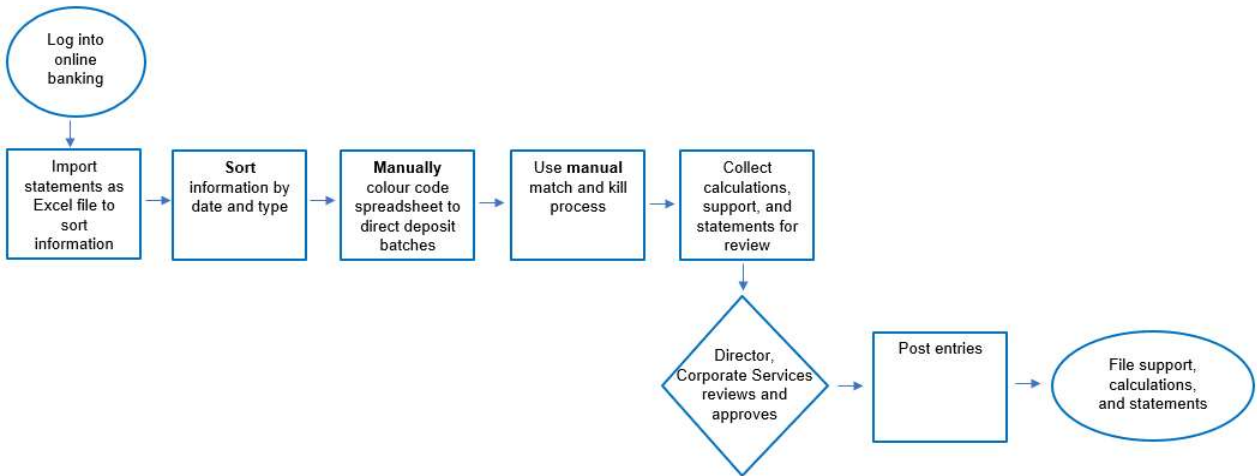 Log into
online
banking
Import
statements as
Excel file to
sort
information
Sort
information by
date and type
Manually
colour code
spreadsheet to
direct deposit
batches
Use manual
match and kill
process
Collect
calculations,
support, and
statements for
review
Director,
Corporate Services
reviews and
approves
Post entries
File support,
calculations,
and statements